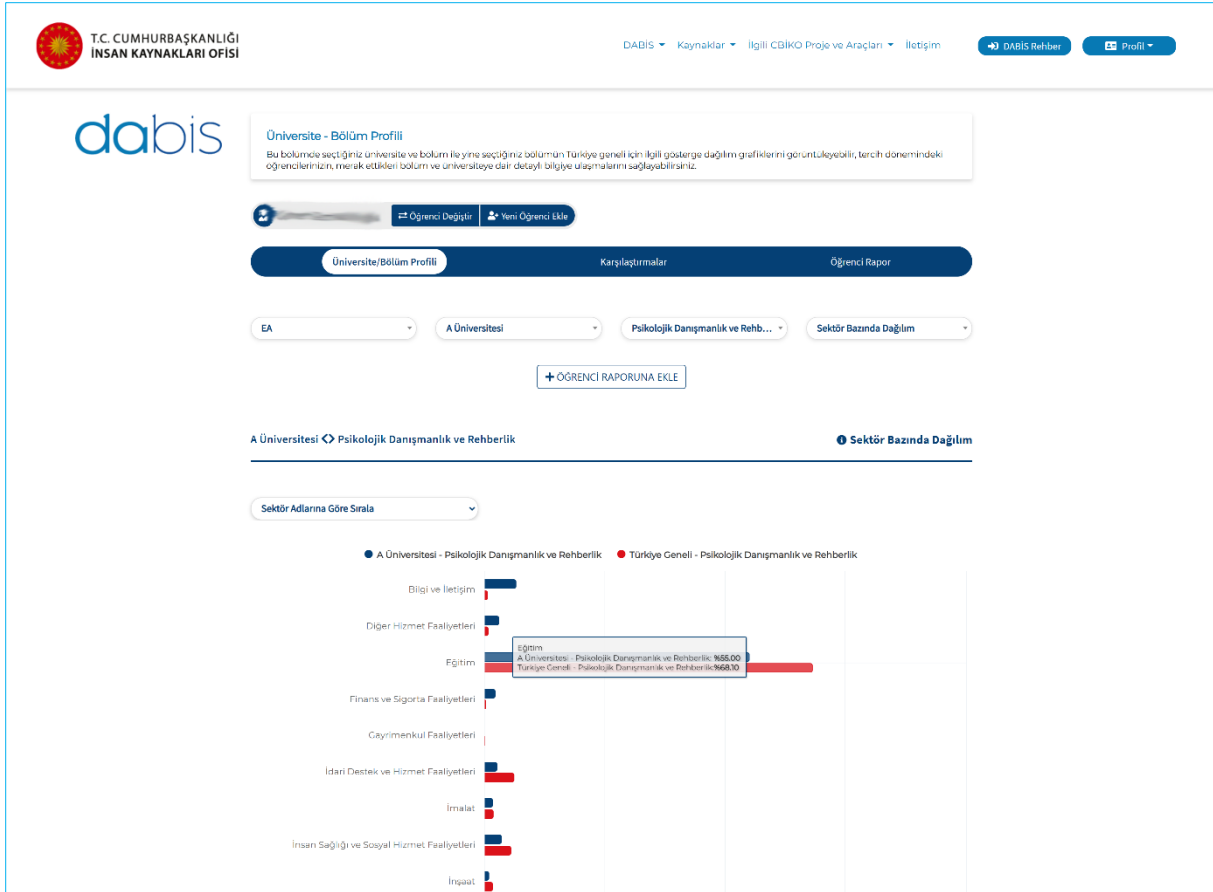 T.C. CUMHURBAŞKANLIĞI
İNSAN KAYNAKLARI OFİSİ
DABİS
Kaynaklar
İlgili CBİKO Proje ve Araçları
İletişim
DABİS Rehber
Profil
dabis
Üniversite - Bölüm Profili
Bu bölümde seçtiğiniz üniversite ve bölüm ile yine seçtiğiniz bölümün Türkiye geneli için ilgili gösterge dağılım grafiklerini görüntüleyebilir, tercih dönemindeki
öğrencilerinizin, merak ettikleri bölüm ve üniversiteye dair detaylı bilgiye ulaşmalarını sağlayabilirsiniz.
Öğrenci Değiştir
Yeni Öğrenci Ekle
Üniversite/Bölüm Profili
Karşılaştırmalar
Öğrenci Rapor
EA
A Üniversitesi
Psikolojik Danışmanlık ve Rehb...
Sektör Bazında Dağılım
+ ÖĞRENCİ RAPORUNA EKLE
A Üniversitesi <> Psikolojik Danışmanlık ve Rehberlik
Sektör Bazında Dağılım
Sektör Adlarına Göre Sırala
A Üniversitesi - Psikolojik Danışmanlık ve Rehberlik
Türkiye Geneli - Psikolojik Danışmanlık ve Rehberlik
Bilgi ve İletişim
Diğer Hizmet Faaliyetleri
Eğitim
Eğitim
A Üniversitesi - Psikolojik Danışmanlık ve Rehberlik: %55,00
Türkiye Geneli - Psikolojik Danışmanlık ve Rehberlik:%68,10
Finans ve Sigorta Faaliyetleri
Gayrimenkul Faaliyetleri
İdari Destek ve Hizmet Faaliyetleri
İmalat
İnsan Sağlığı ve Sosyal Hizmet Faaliyetleri
İnşaat